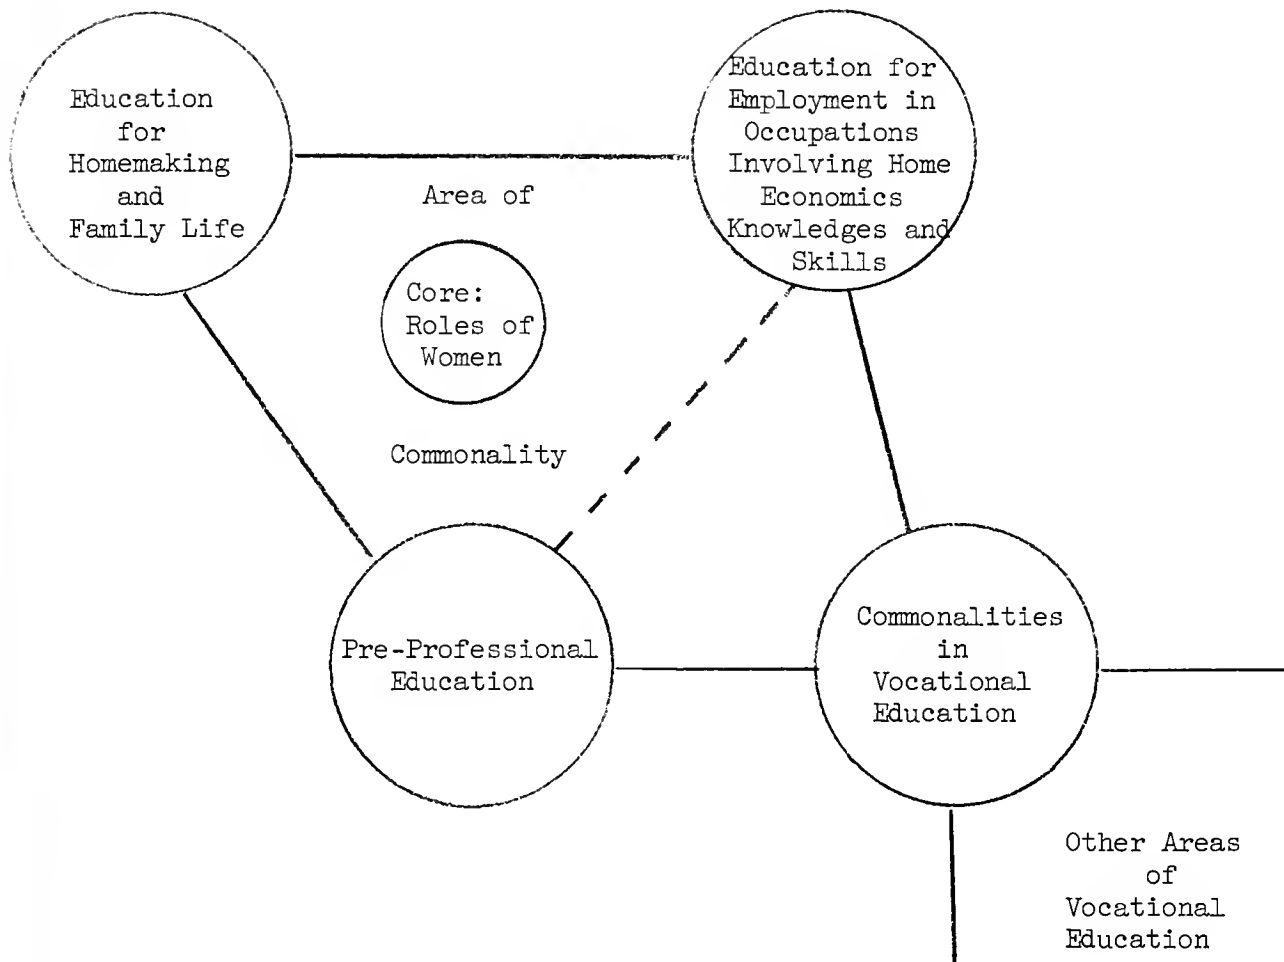 Education
for
Homemaking
and
Family Life
Education for
Employment in
Occupations
Involving Home
Economics
Knowledges and
Skills
Area of
Core:
Roles of
Women
Commonality
Pre-Professional
Education
Commonalities
in
Vocational
Education
Other Areas
of
Vocational
Education